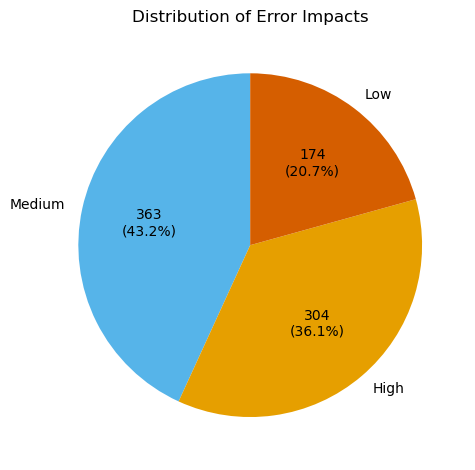 Distribution of Error Impacts
Low
174
(20.7%)
Medium
363
(43.2%)
304
(36.1%)
High